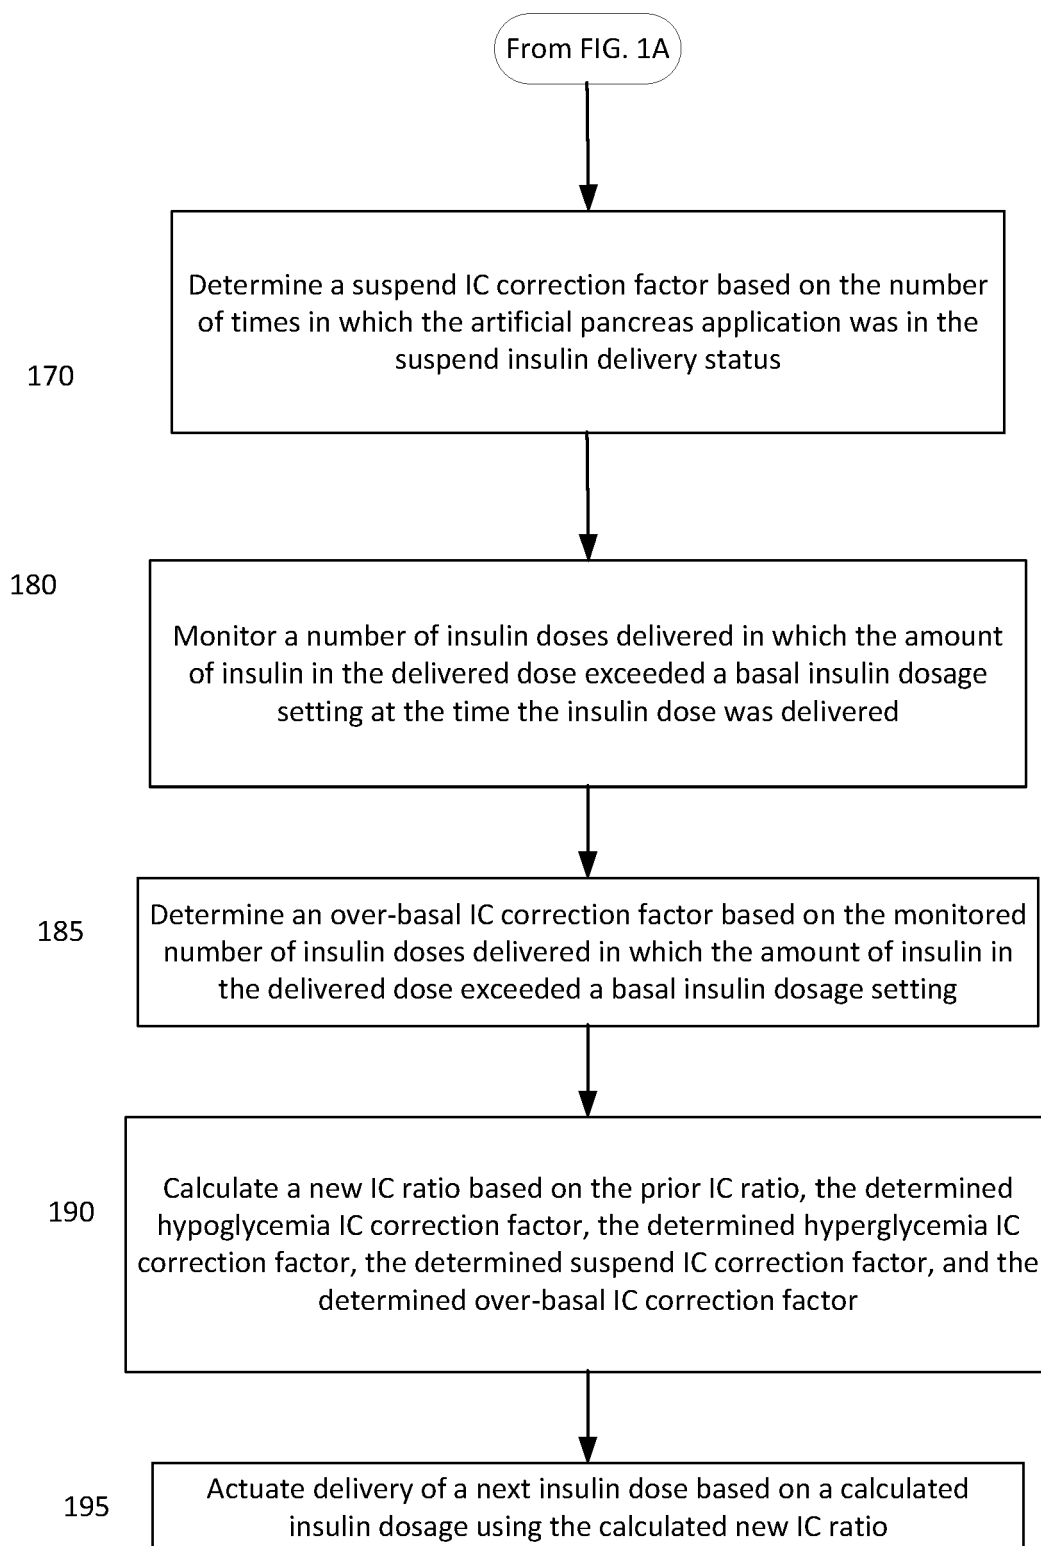 From FIG. 1A
Determine a suspend IC correction factor based on the number
of times in which the artificial pancreas application was in the
suspend insulin delivery status
170
180
Monitor a number of insulin doses delivered in which the amount
of insulin in the delivered dose exceeded a basal insulin dosage
setting at the time the insulin dose was delivered
185
Determine an over-basal IC correction factor based on the monitored
number of insulin doses delivered in which the amount of insulin in
the delivered dose exceeded a basal insulin dosage setting
190
Calculate a new IC ratio based on the prior IC ratio, the determined
hypoglycemia IC correction factor, the determined hyperglycemia IC
correction factor, the determined suspend IC correction factor, and the
determined over-basal IC correction factor
195
Actuate delivery of a next insulin dose based on a calculated
insulin dosage using the calculated new IC ratio